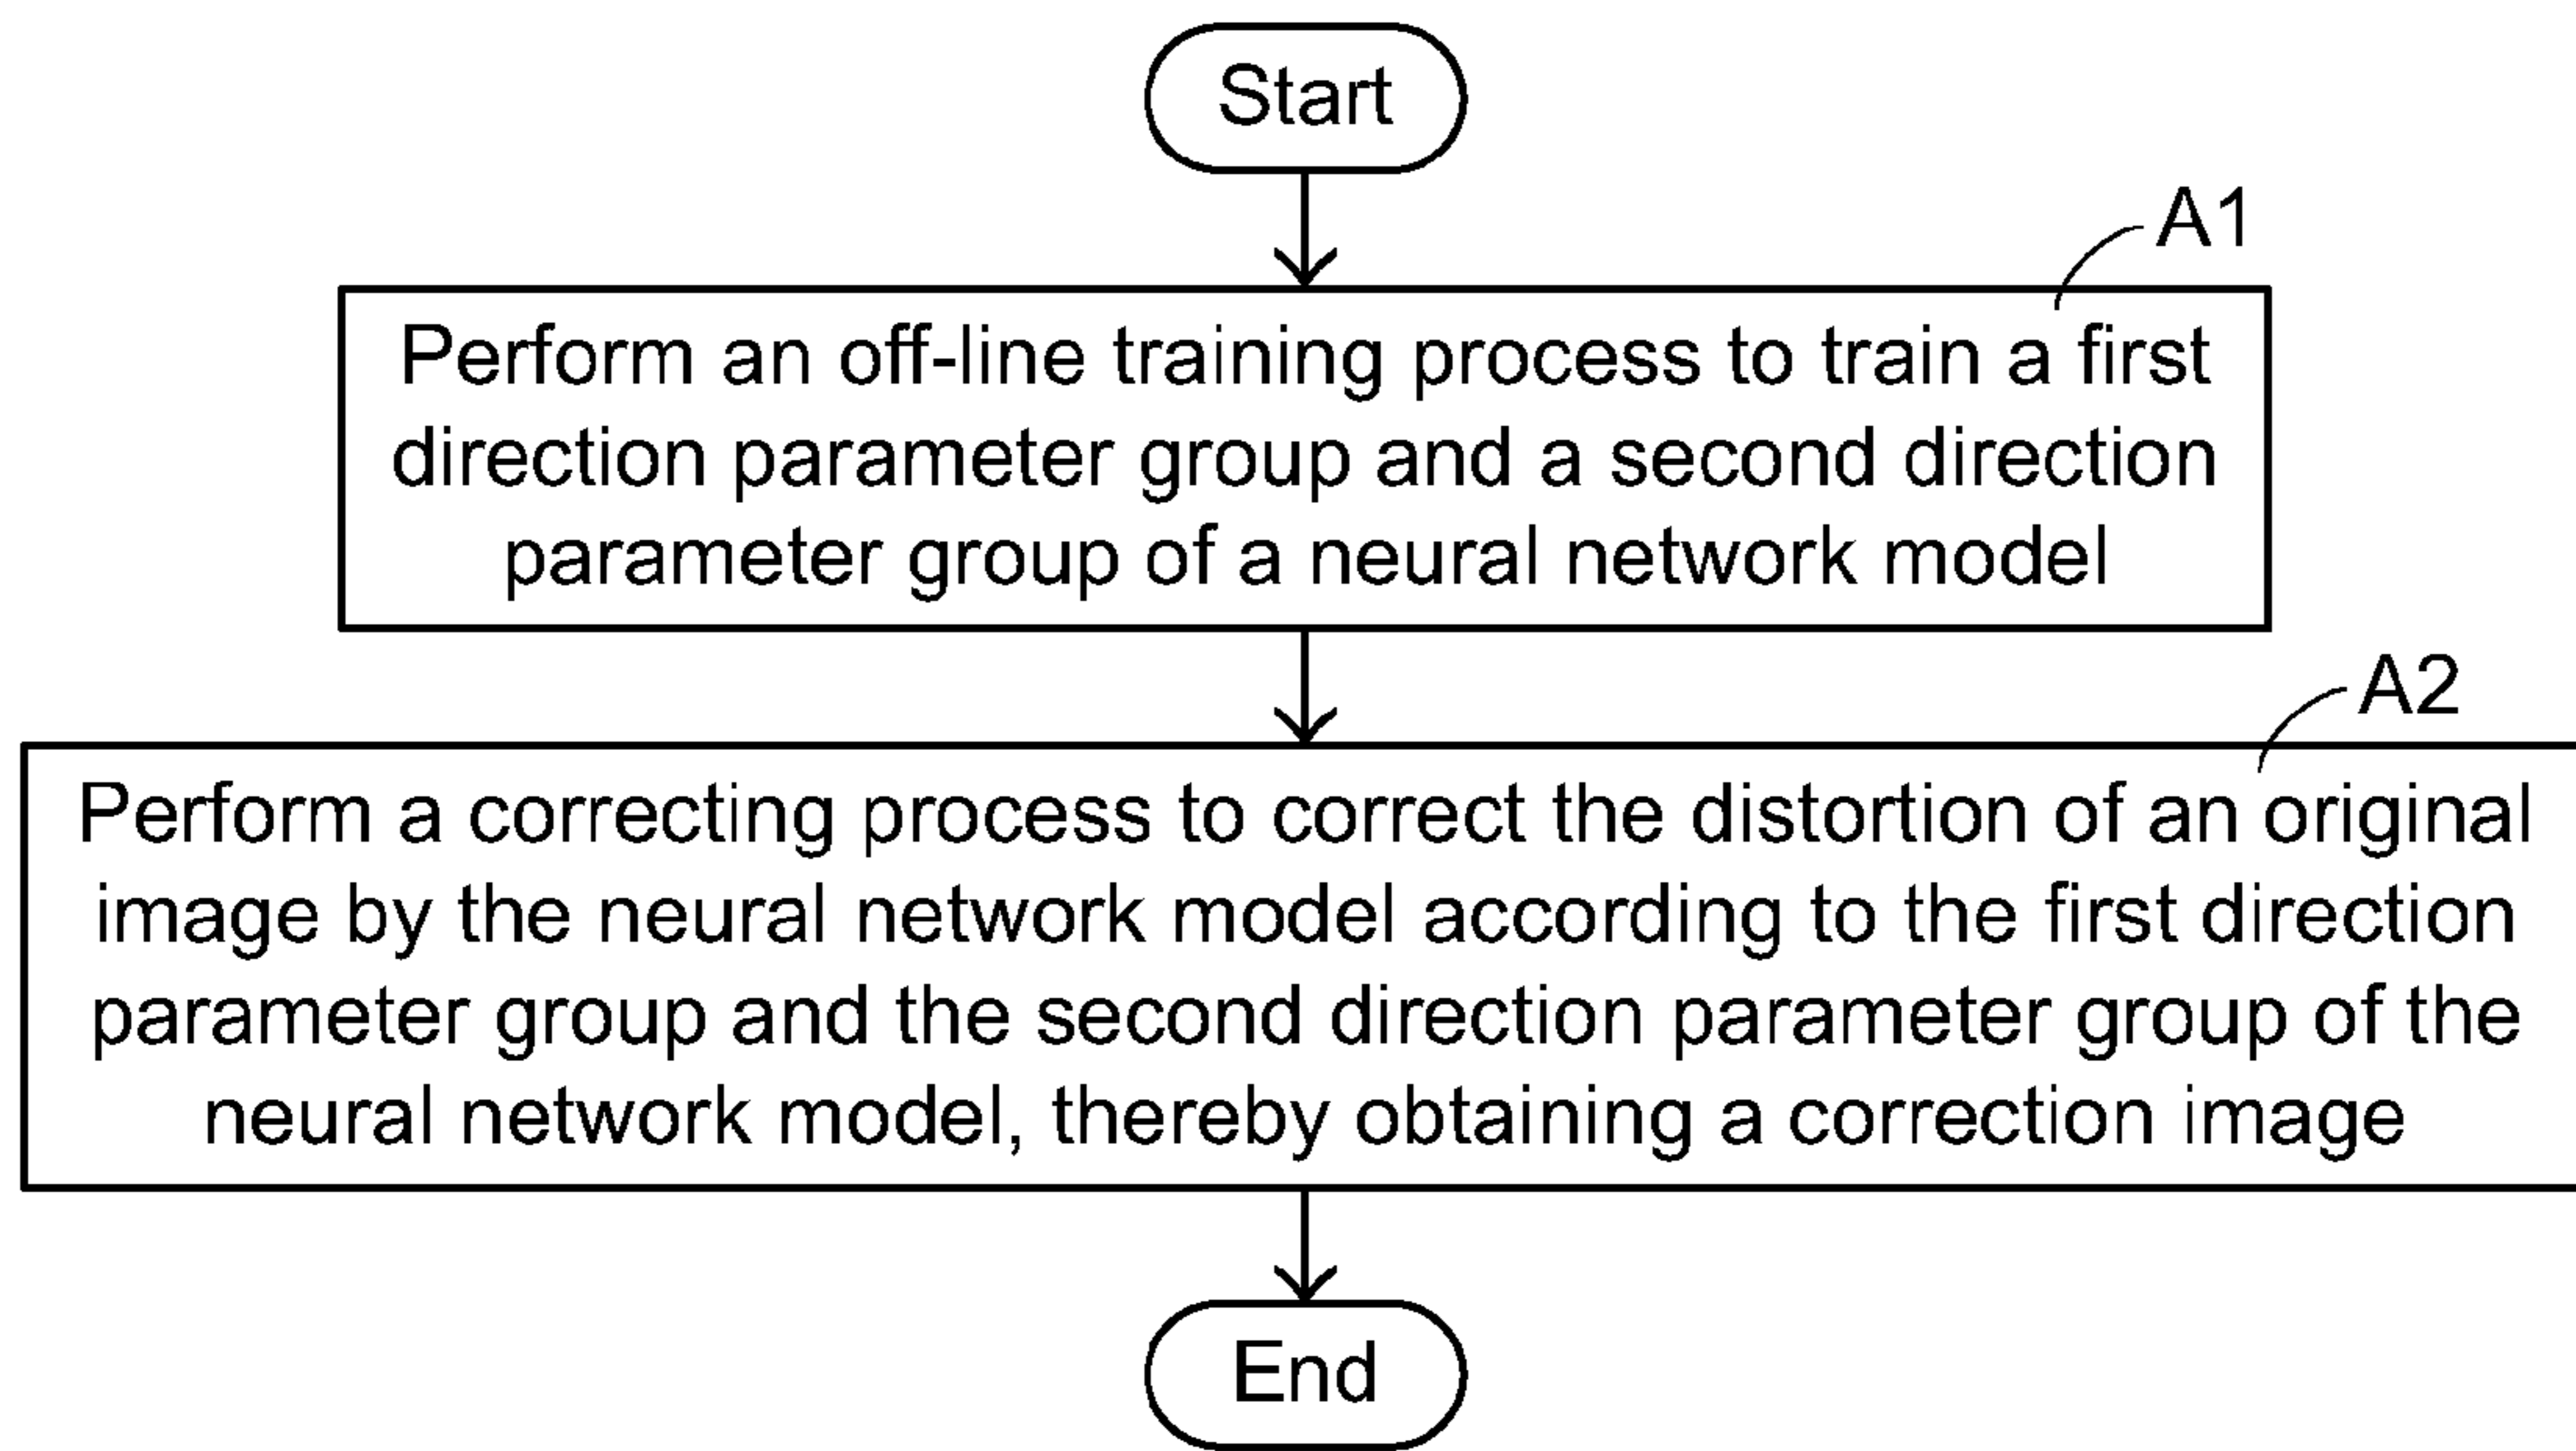 Start
A1
Perform an off-line training process to train a first
direction parameter group and a second direction
parameter group of a neural network model
A2
Perform a correcting process to correct the distortion of an original
image by the neural network model according to the first direction
parameter group and the second direction parameter group of the
neural network model, thereby obtaining a correction image
End